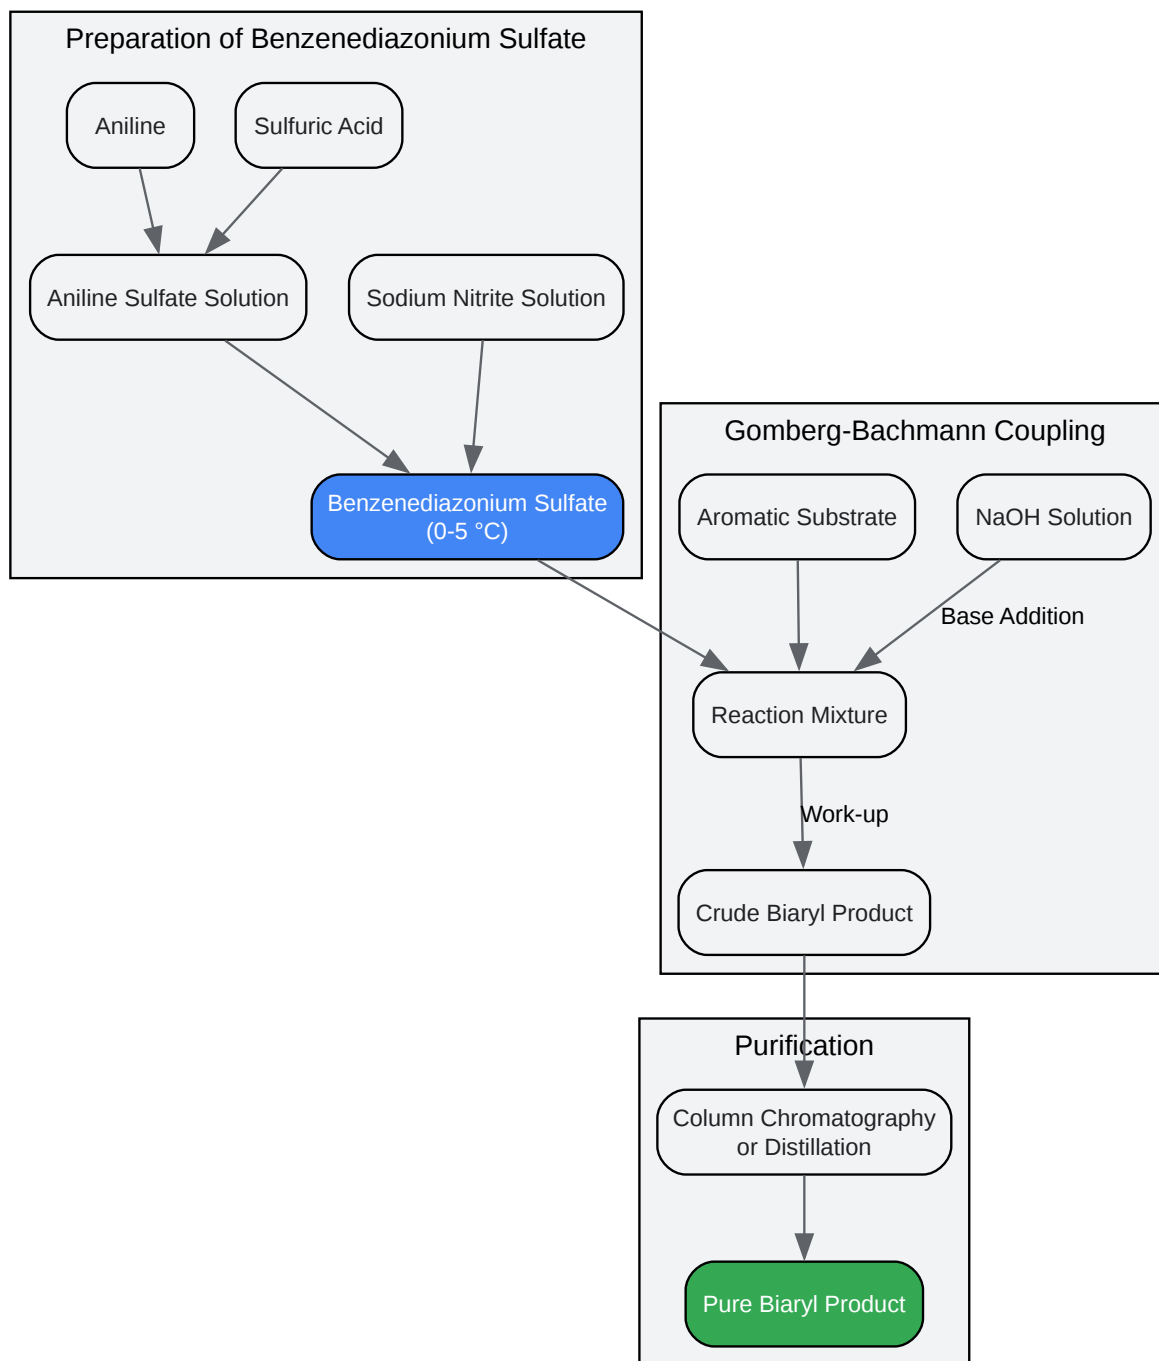 Preparation of Benzenediazonium Sulfate
Aniline
Sulfuric Acid
Aniline Sulfate Solution
Sodium Nitrite Solution
Benzenediazonium Sulfate
(0-5 °C)
Gomberg-Bachmann Coupling
Aromatic Substrate
NaOH Solution
Base Addition
Reaction Mixture
Work-up
Crude Biaryl Product
Purification
Column Chromatography
or Distillation
Pure Biaryl Product